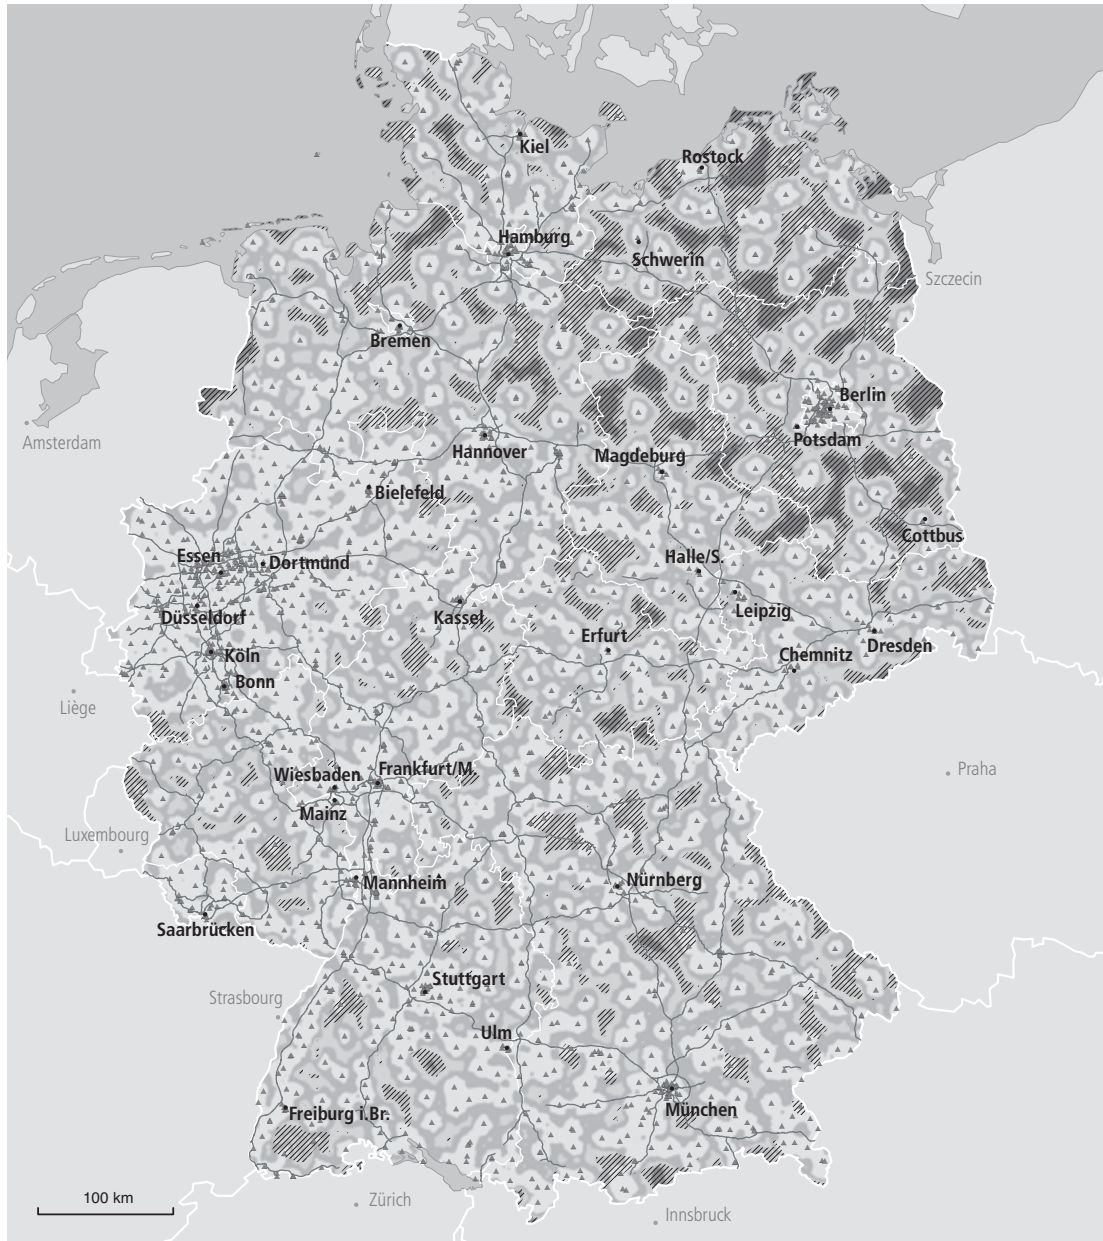 Kiel
Rostock
Hamburg
Schwerin
Szczecin
Bremen
Berlin
Amsterdam
Potsdam
Hannover
Magdeburg
Bielefeld
Cottbus
Essen
Dortmund
Halle/S.
Leipzig
Düsseldorf
Kassel
Erfurt
Dresden
Köln
Chemnitz
Bonn
Liège
Wiesbaden
Frankfurt/M.
Praha
Mainz
Luxembourg
Mannheim
Nürnberg
Saarbrücken
Stuttgart
Strasbourg
Ulm
Freiburg i.Br.
München
100 km
Zürich
Innsbruck